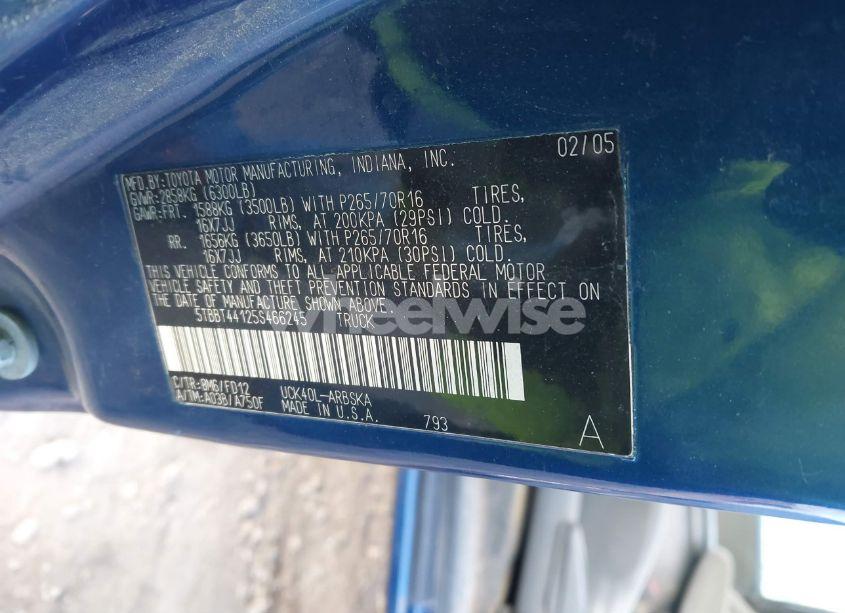 MFD.BY:TOYOTA MOTOR MANUFACTURING, INDIANA, INC. 02/05
GVWR:2858KG (6300LB)
GAWR:FRT. 1588KG (3500LB) WITH P265/70R16 TIRES,
16X7JJ RIMS, AT 200KPA (29PSI) COLD.
RR. 1656KG (3650LB) WITH P265/70R16 TIRES,
16X7JJ RIMS, AT 210KPA (30PSI) COLD.
THIS VEHICLE CONFORMS TO ALL APPLICABLE FEDERAL MOTOR
VEHICLE SAFETY AND THEFT PREVENTION STANDARDS IN EFFECT ON
THE DATE OF MANUFACTURE SHOWN ABOVE.
5TBBT44125S466245 TRUCK
wheelwise
C/TR:8M6/FD12 UCK40L-ARBSKA
A/TM:A03B/A750F MADE IN U.S.A. 793
A